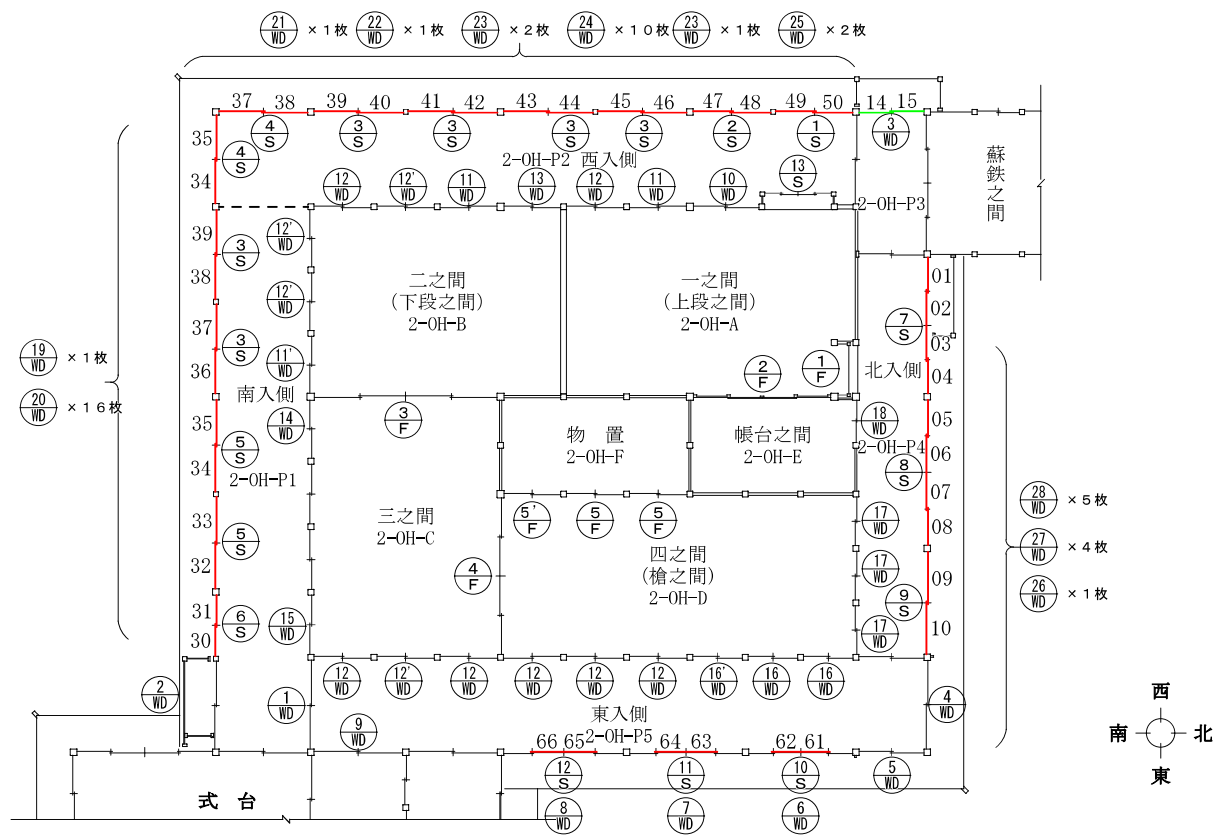 21 WD ×1枚 22 WD ×1枚 23 WD ×2枚 24 WD ×10枚 23 WD ×1枚 25 WD ×2枚
37 38 39 40 41 42 43 44 45 46 47 48 49 50 14 15
4 S 3 S 3 S 3 S 3 S 2 S 1 S 3 WD
35
4 S
34
2-OH-P2 西入側
13 S
12 WD 12' WD 11 WD 13 WD 12 WD 11 WD 10 WD
2-OH-P3
蘇鉄之間
39
3 S
38
37
3 S
36
35
5 S
34
33
5 S
32
31
6 S
30
19 WD ×1枚
20 WD ×16枚
南入側
2-OH-P1
12' WD
12' WD
11' WD
14 WD
15 WD
二之間
(下段之間)
2-OH-B
一之間
(上段之間)
2-OH-A
2 F
1 F
3 F
物 置
2-OH-F
帳台之間
2-OH-E
三之間
2-OH-C
4 F
5' F 5 F 5 F
四之間
(槍之間)
2-OH-D
北入側
2-OH-P4
18 WD
17 WD
17 WD
17 WD
01
02
7 S
03
04
05
06
8 S
07
08
09
9 S
10
28 WD ×5枚
27 WD ×4枚
26 WD ×1枚
12 WD 12' WD 12 WD 12 WD 12 WD 12 WD 16' WD 16 WD 16 WD
2 WD
1 WD
9 WD
4 WD
東入側
2-OH-P5
66 65 64 63 62 61
12 S 11 S 10 S 5 WD
8 WD 7 WD 6 WD
式 台
西
南 北
東